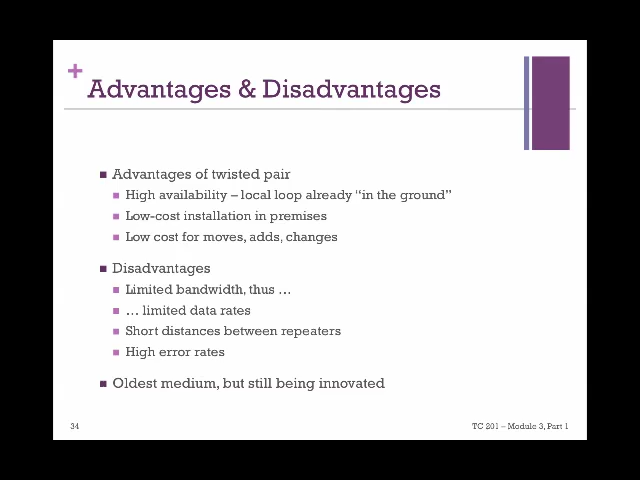 +
Advantages & Disadvantages
Advantages of twisted pair
High availability – local loop already “in the ground”
Low-cost installation in premises
Low cost for moves, adds, changes
Disadvantages
Limited bandwidth, thus …
… limited data rates
Short distances between repeaters
High error rates
Oldest medium, but still being innovated
34
TC 201 – Module 3, Part 1